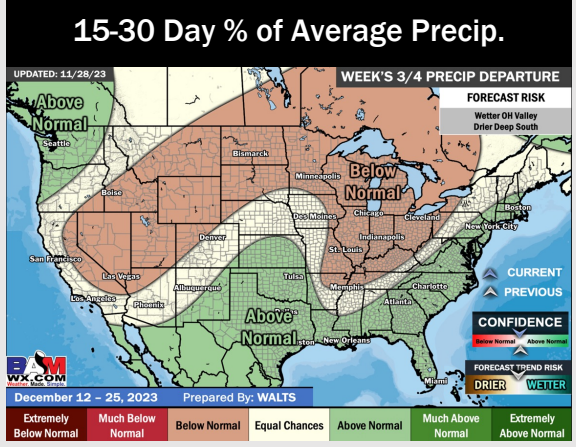 15-30 Day % of Average Precip.
UPDATED: 11/28/23
WEEK'S 3/4 PRECIP DEPARTURE
FORECAST RISK
Wetter OH Valley
Drier Deep South
Above
Normal
Seattle
Bismarck
Minneapolis
Below
Normal
Boise
Boston
Des Moines
Chicago
Cleveland
New York City
Denver
Indianapolis
St. Louis
San Francisco
Las Vegas
Tulsa
CURRENT
Albuquerque
Memphis
Charlotte
PREVIOUS
Los Angeles
Phoenix
Atlanta
Above
Normal
ston
New Orleans
CONFIDENCE
Below Normal
Above Normal
BAM
WX.COM
Weather. Made. Simple.
Miami
FORECAST TREND RISK
DRIER
WETTER
December 12 – 25, 2023
Prepared By: WALTS
Extremely
Below Normal
Much Below
Normal
Below Normal
Equal Chances
Above Normal
Much Above
Normal
Extremely
Above Normal